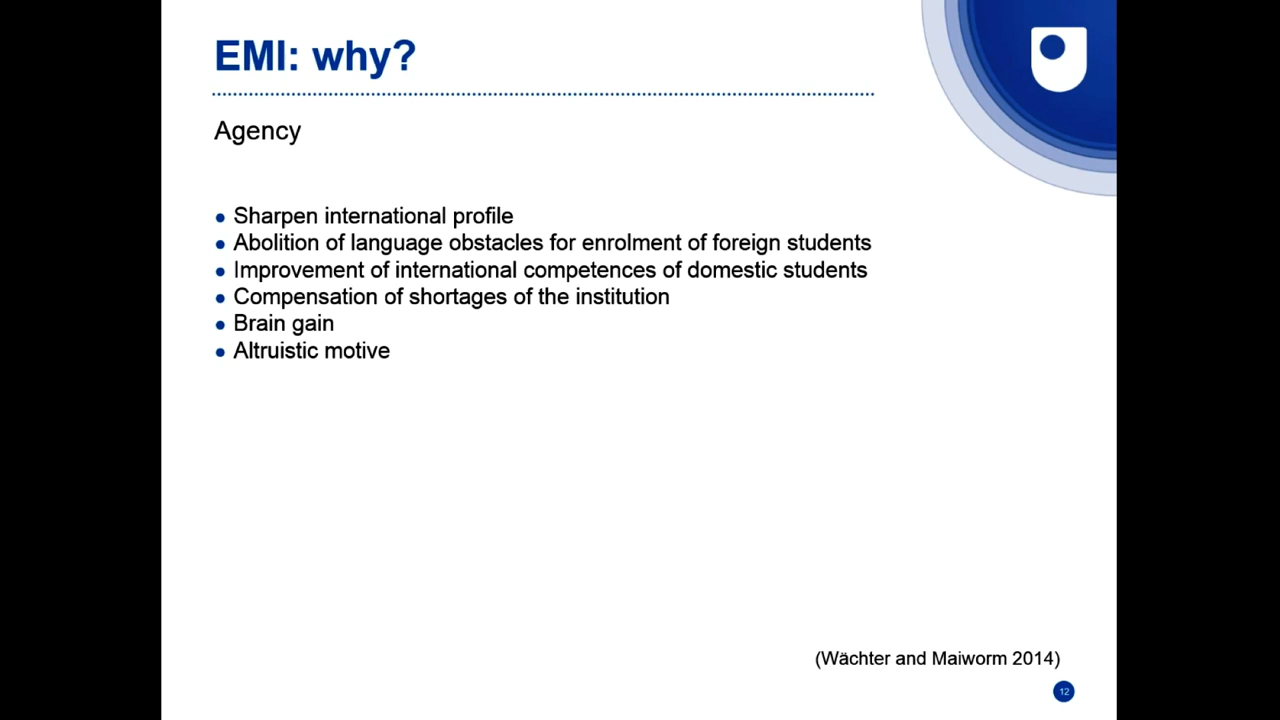 EMI: why?
Agency
• Sharpen international profile
• Abolition of language obstacles for enrolment of foreign students
• Improvement of international competences of domestic students
• Compensation of shortages of the institution
• Brain gain
• Altruistic motive
(Wächter and Maiworm 2014)
12